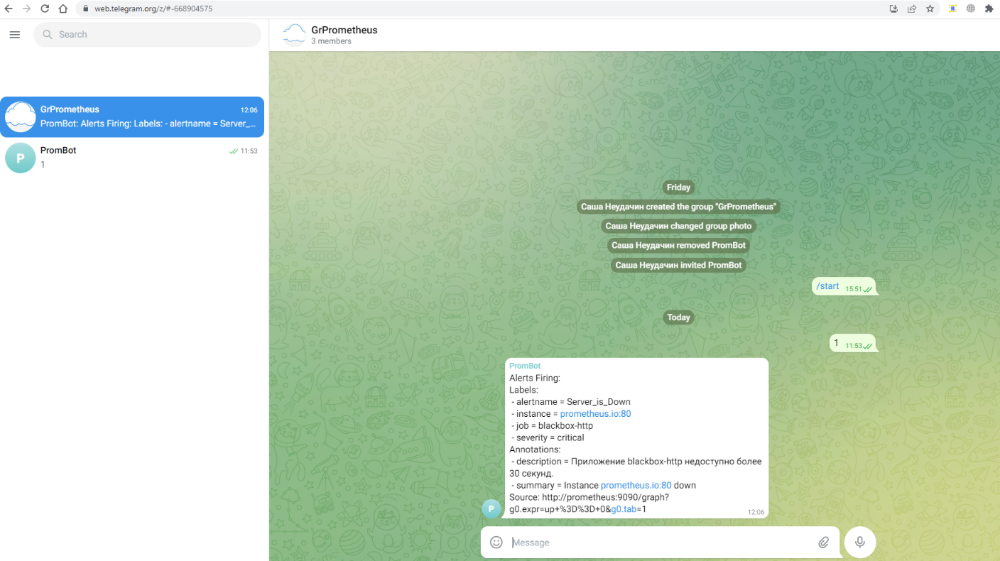 web.telegram.org/z/#-668904575
Search
GrPrometheus
3 members
GrPrometheus
12:06
PromBot: Alerts Firing: Labels: - alertname = Server_...
PromBot
11:53
1
P
Friday
Саша Неудачин created the group "GrPrometheus"
Саша Неудачин changed group photo
Саша Неудачин removed PromBot
Саша Неудачин invited PromBot
/start 15:51
Today
1 11:53
PromBot
Alerts Firing:
Labels:
- alertname = Server_is_Down
- instance = prometheus.io:80
- job = blackbox-http
- severity = critical
Annotations:
- description = Приложение blackbox-http недоступно более
30 секунд.
- summary = Instance prometheus.io:80 down
Source: http://prometheus:9090/graph?
g0.expr=up+%3D%3D+0&g0.tab=1
12:06
P
Message